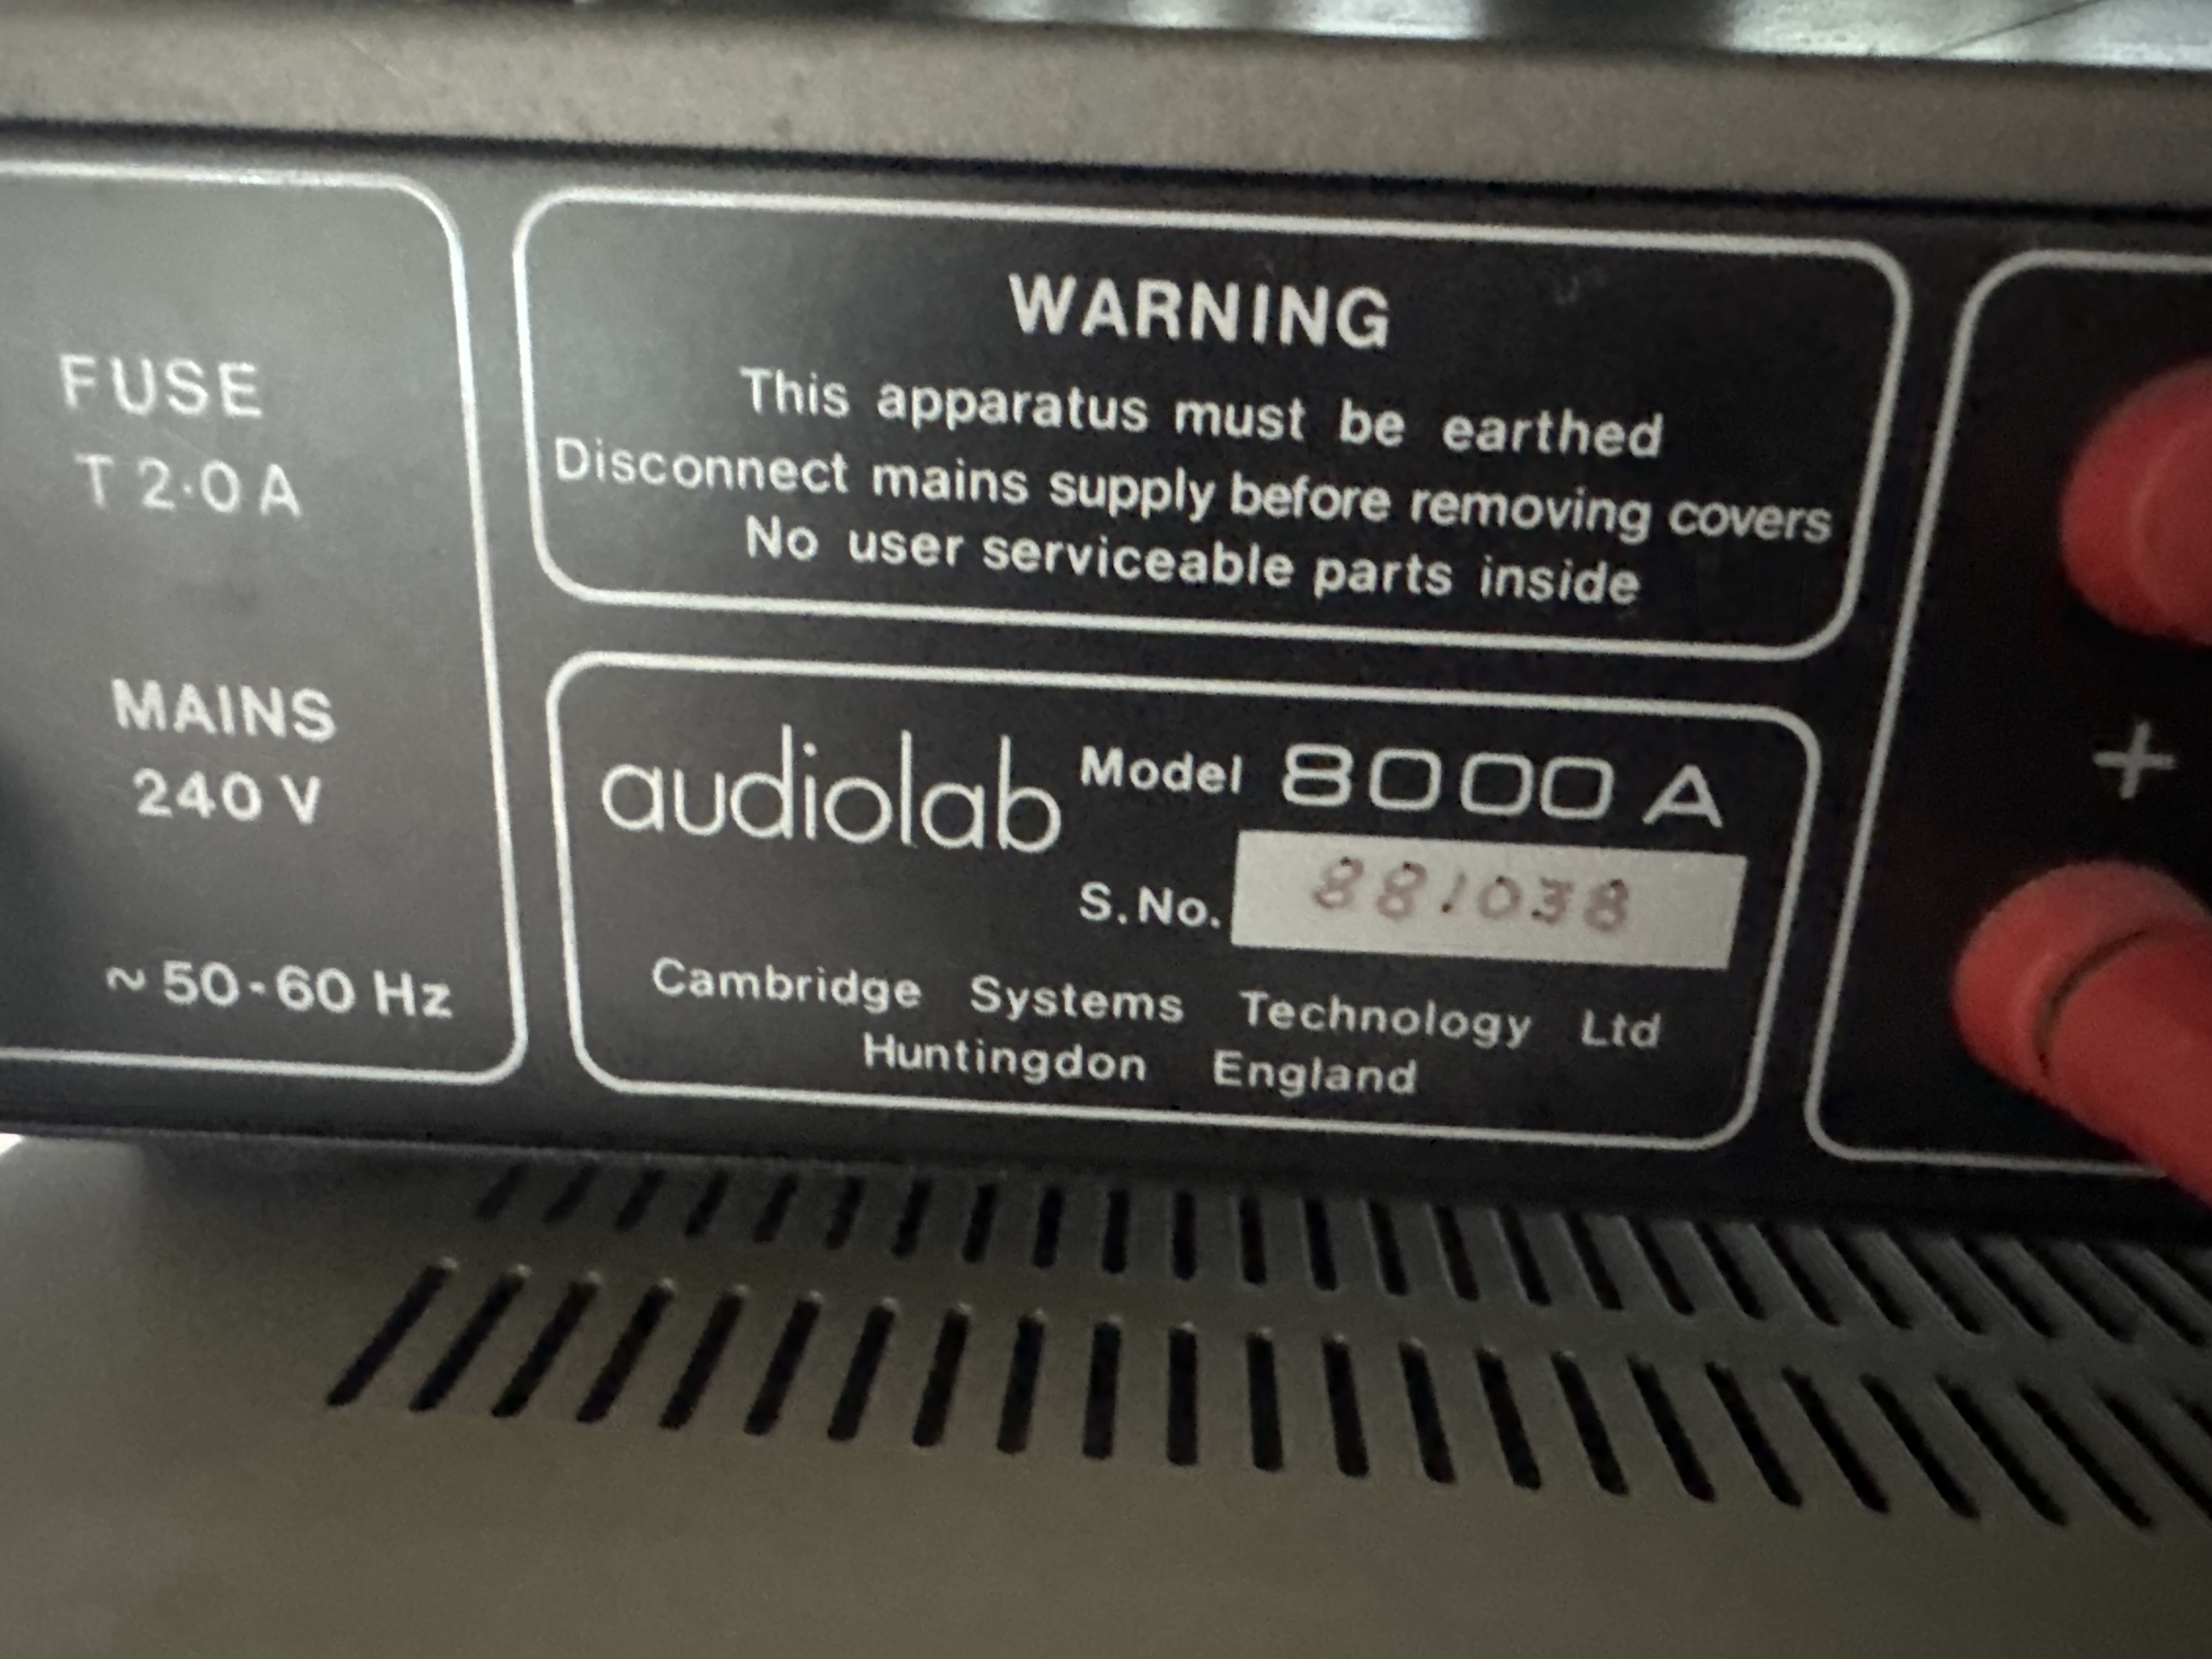 FUSE
T 2·0 A
MAINS
240 V
~ 50-60 Hz
WARNING
This apparatus must be earthed
Disconnect mains supply before removing covers
No user serviceable parts inside
audiolab Model 8000 A
S.No. 881038
Cambridge Systems Technology Ltd
Huntingdon England
+